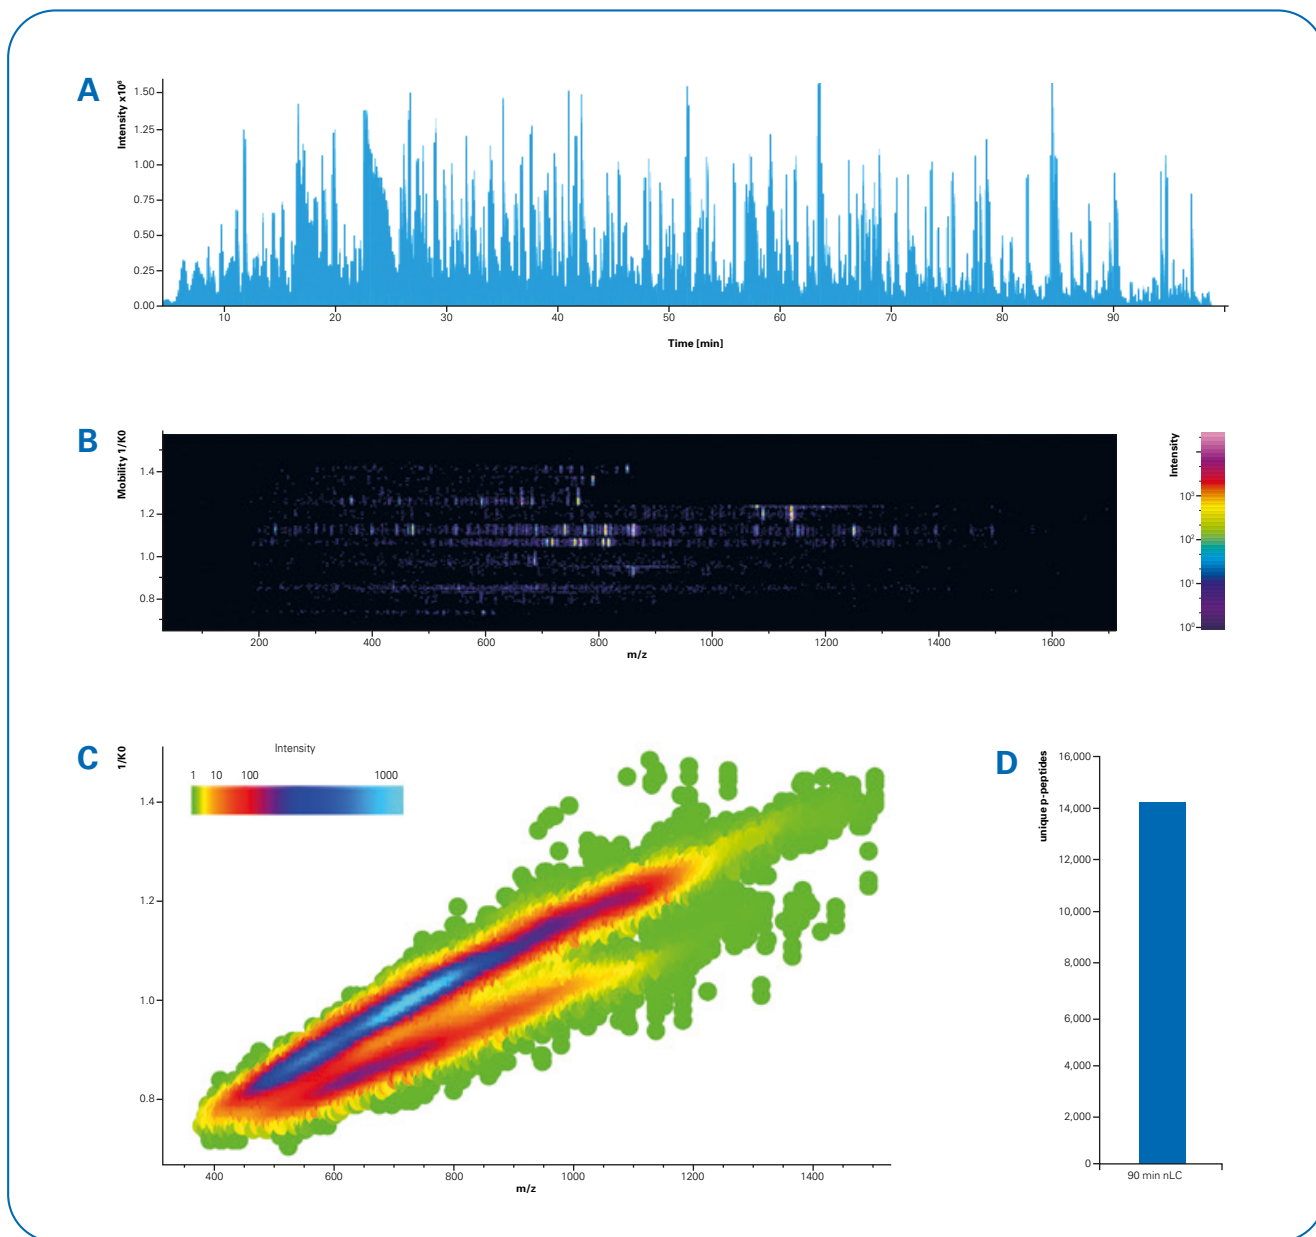 A
Intensity x10⁶
1.50
1.25
1.00
0.75
0.50
0.25
0.00
10 20 30 40 50 60 70 80 90
Time [min]
B
Mobility 1/K0
1.4
1.2
1.0
0.8
200 400 600 800 1000 1200 1400 1600
m/z
Intensity
10³
10²
10¹
10⁰
C
1/K0
Intensity
1 10 100 1000
1.4
1.2
1.0
0.8
400 600 800 1000 1200 1400
m/z
D
unique p-peptides
16,000
14,000
12,000
10,000
8,000
6,000
4,000
2,000
0
90 min nLC